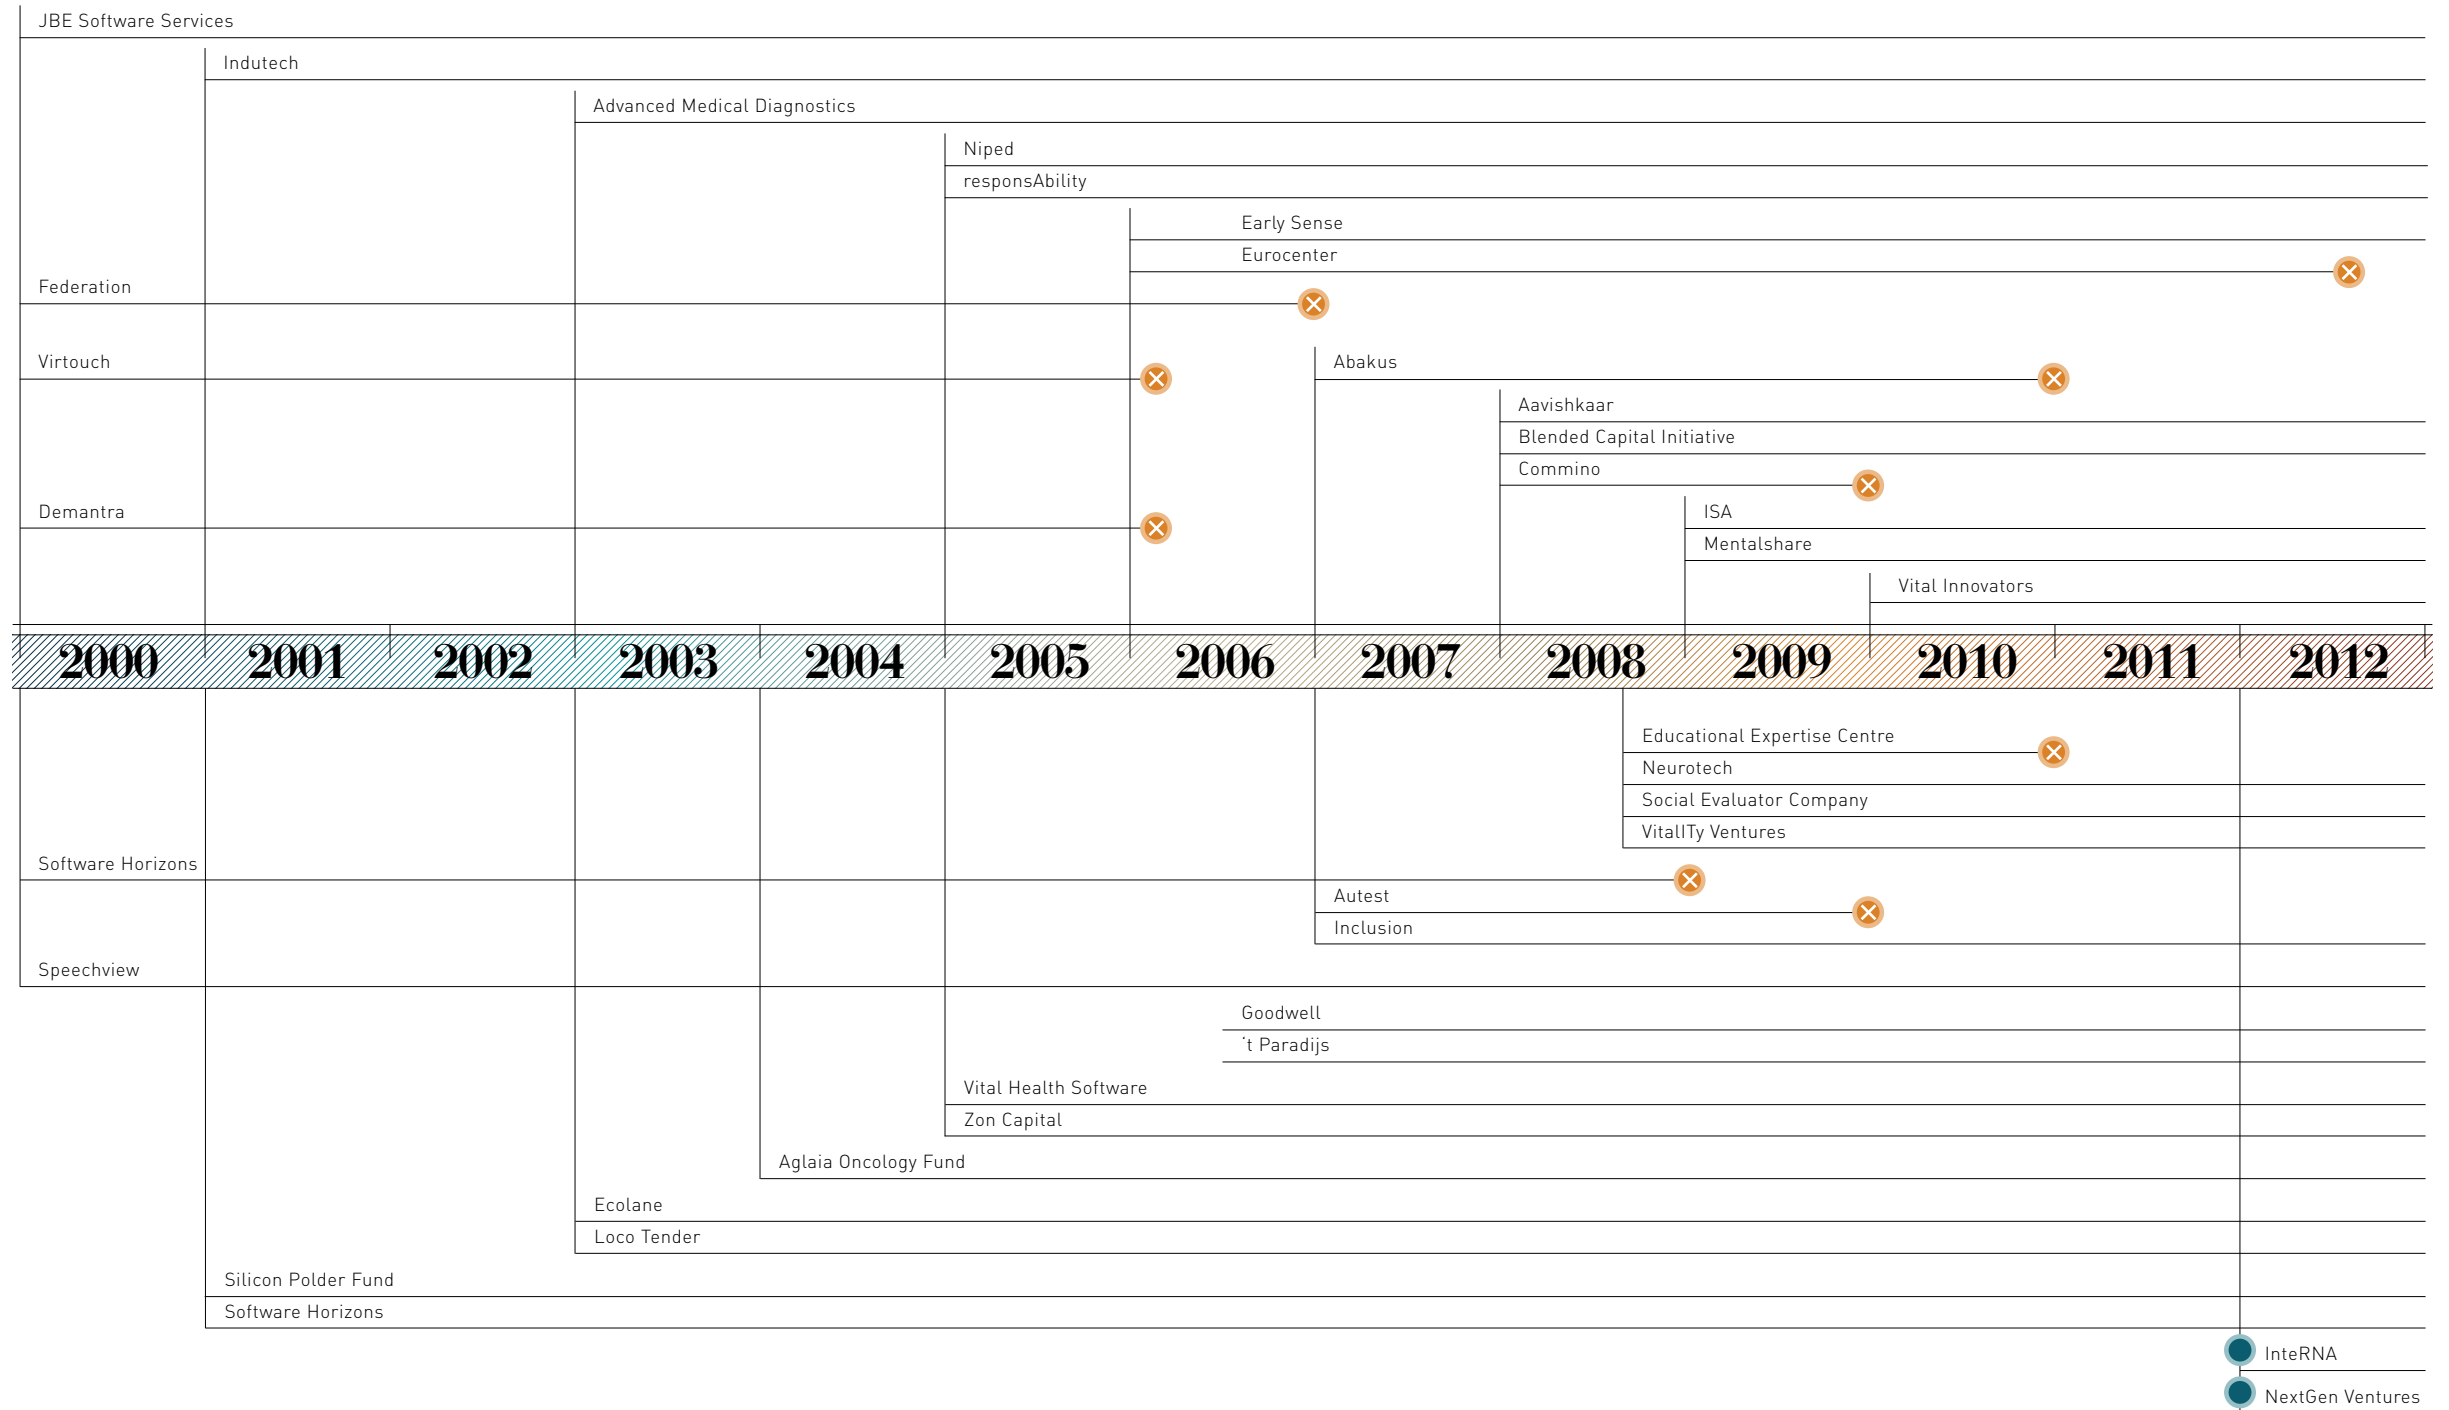 JBE Software Services
Indutech
Advanced Medical Diagnostics
Niped
responsAbility
Early Sense
Eurocenter
Federation
Virtouch
Abakus
Aavishkaar
Blended Capital Initiative
Commino
Demantra
ISA
Mentalshare
Vital Innovators
2000 2001 2002 2003 2004 2005 2006 2007 2008 2009 2010 2011 2012
Educational Expertise Centre
Neurotech
Social Evaluator Company
VitalITy Ventures
Software Horizons
Autest
Inclusion
Speechview
Goodwell
't Paradijs
Vital Health Software
Zon Capital
Aglaia Oncology Fund
Ecolane
Loco Tender
Silicon Polder Fund
Software Horizons
InteRNA
NextGen Ventures